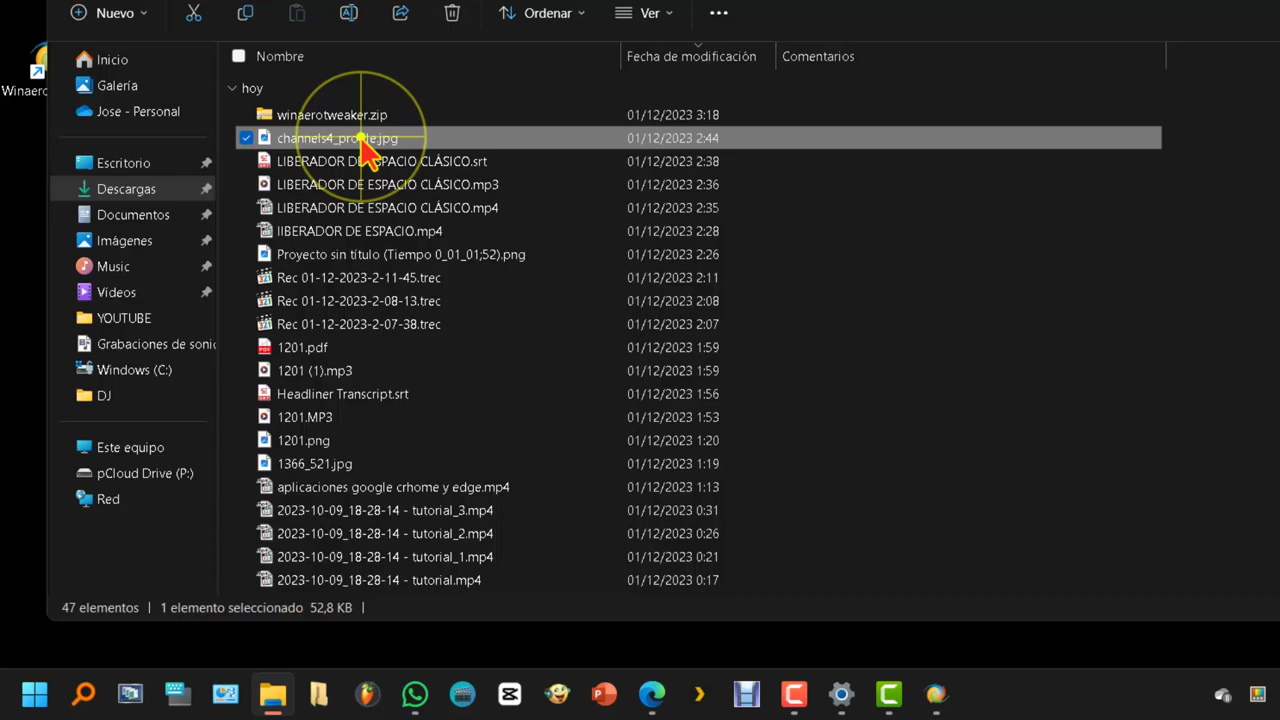 Nuevo
Ordenar
Ver
Winaero
Inicio
Galería
Jose - Personal
Escritorio
Descargas
Documentos
Imágenes
Music
Vídeos
YOUTUBE
Grabaciones de sonic
Windows (C:)
DJ
Este equipo
pCloud Drive (P:)
Red
Nombre Fecha de modificación Comentarios
hoy
winaerotweaker.zip 01/12/2023 3:18
channels4_profile.jpg 01/12/2023 2:44
LIBERADOR DE ESPACIO CLÁSICO.srt 01/12/2023 2:38
LIBERADOR DE ESPACIO CLÁSICO.mp3 01/12/2023 2:36
LIBERADOR DE ESPACIO CLÁSICO.mp4 01/12/2023 2:35
lIBERADOR DE ESPACIO.mp4 01/12/2023 2:28
Proyecto sin título (Tiempo 0_01_01;52).png 01/12/2023 2:26
Rec 01-12-2023-2-11-45.trec 01/12/2023 2:11
Rec 01-12-2023-2-08-13.trec 01/12/2023 2:08
Rec 01-12-2023-2-07-38.trec 01/12/2023 2:07
1201.pdf 01/12/2023 1:59
1201 (1).mp3 01/12/2023 1:59
Headliner Transcript.srt 01/12/2023 1:56
1201.MP3 01/12/2023 1:53
1201.png 01/12/2023 1:20
1366_521.jpg 01/12/2023 1:19
aplicaciones google crhome y edge.mp4 01/12/2023 1:13
2023-10-09_18-28-14 - tutorial_3.mp4 01/12/2023 0:31
2023-10-09_18-28-14 - tutorial_2.mp4 01/12/2023 0:26
2023-10-09_18-28-14 - tutorial_1.mp4 01/12/2023 0:21
2023-10-09_18-28-14 - tutorial.mp4 01/12/2023 0:17
47 elementos 1 elemento seleccionado 52,8 KB